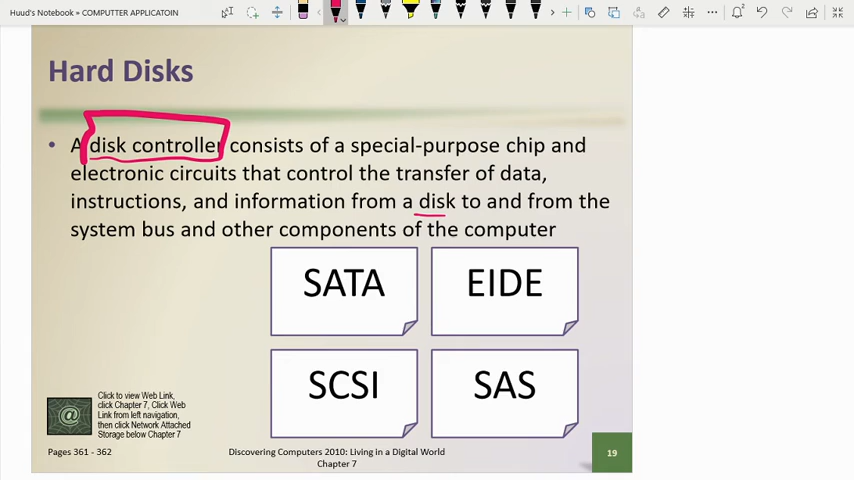 Huud's Notebook » COMPUTTER APPLICATOIN
Hard Disks
• A disk controller consists of a special-purpose chip and
electronic circuits that control the transfer of data,
instructions, and information from a disk to and from the
system bus and other components of the computer
SATA
EIDE
SCSI
SAS
Click to view Web Link,
click Chapter 7, Click Web
Link from left navigation,
then click Network Attached
Storage below Chapter 7
Pages 361 - 362
Discovering Computers 2010: Living in a Digital World
Chapter 7
19